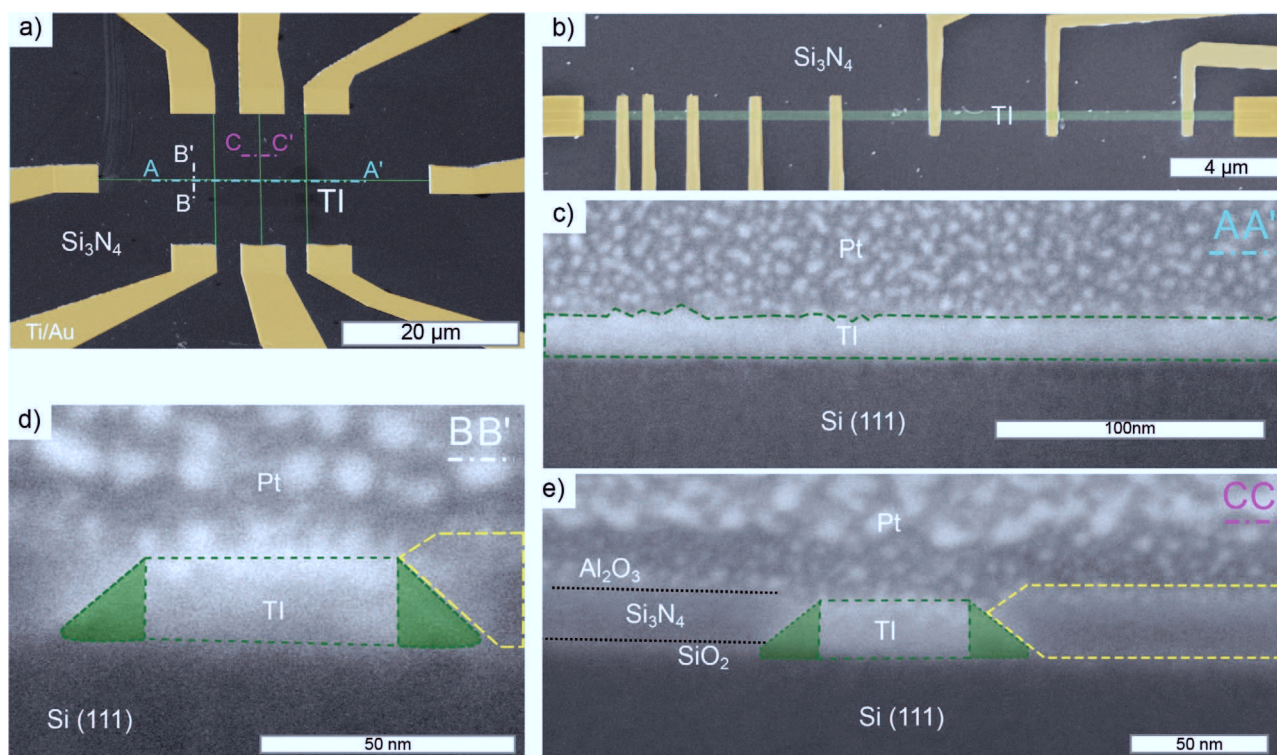 a)
C C'
B'
A A'
B
TI
Si₃N₄
Ti/Au
20 µm
b)
Si₃N₄
TI
4 µm
c)
AA'
Pt
TI
Si (111)
100nm
d)
BB'
Pt
TI
Si (111)
50 nm
e)
CC
Pt
Al₂O₃
Si₃N₄
TI
SiO₂
Si (111)
50 nm